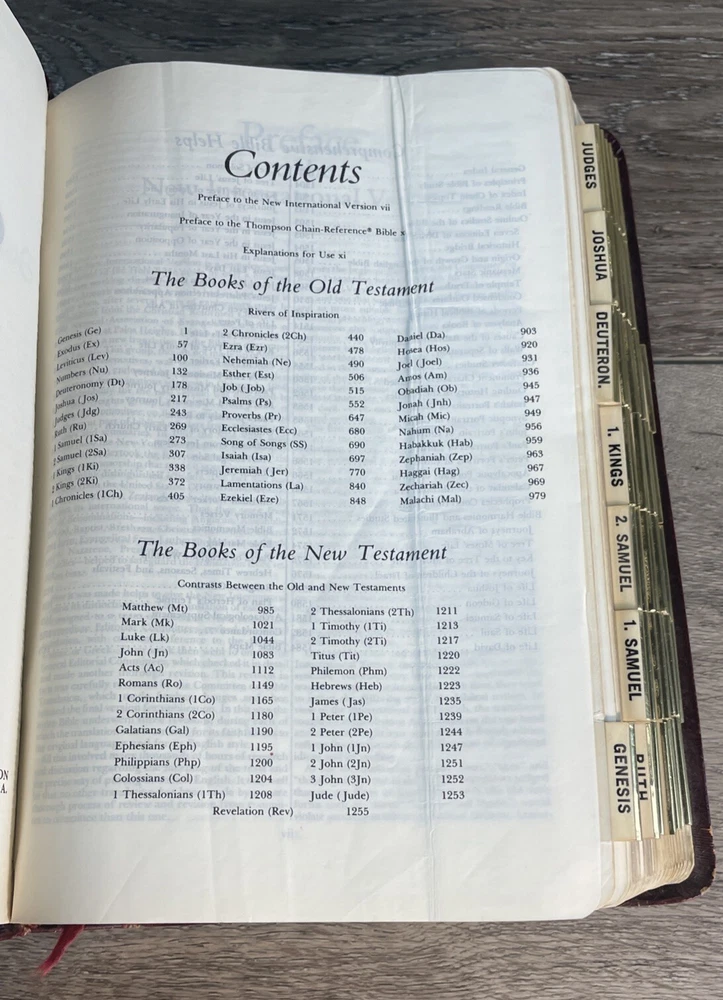 Contents
Preface to the New International Version vii
Preface to the Thompson Chain-Reference® Bible x
Explanations for Use xi
The Books of the Old Testament
Rivers of Inspiration
Genesis (Ge) 1
Exodus (Ex) 57
Leviticus (Lev) 100
Numbers (Nu) 132
Deuteronomy (Dt) 178
Joshua (Jos) 217
Judges (Jdg) 243
Ruth (Ru) 269
1 Samuel (1Sa) 273
2 Samuel (2Sa) 307
1 Kings (1Ki) 338
2 Kings (2Ki) 372
1 Chronicles (1Ch) 405
2 Chronicles (2Ch) 440
Ezra (Ezr) 478
Nehemiah (Ne) 490
Esther (Est) 506
Job (Job) 515
Psalms (Ps) 552
Proverbs (Pr) 647
Ecclesiastes (Ecc) 680
Song of Songs (SS) 690
Isaiah (Isa) 697
Jeremiah (Jer) 770
Lamentations (La) 840
Ezekiel (Eze) 848
Daniel (Da) 903
Hosea (Hos) 920
Joel (Joel) 931
Amos (Am) 936
Obadiah (Ob) 945
Jonah (Jnh) 947
Micah (Mic) 949
Nahum (Na) 956
Habakkuk (Hab) 959
Zephaniah (Zep) 963
Haggai (Hag) 967
Zechariah (Zec) 969
Malachi (Mal) 979
The Books of the New Testament
Contrasts Between the Old and New Testaments
Matthew (Mt) 985
Mark (Mk) 1021
Luke (Lk) 1044
John (Jn) 1083
Acts (Ac) 1112
Romans (Ro) 1149
1 Corinthians (1Co) 1165
2 Corinthians (2Co) 1180
Galatians (Gal) 1190
Ephesians (Eph) 1195
Philippians (Php) 1200
Colossians (Col) 1204
1 Thessalonians (1Th) 1208
2 Thessalonians (2Th) 1211
1 Timothy (1Ti) 1213
2 Timothy (2Ti) 1217
Titus (Tit) 1220
Philemon (Phm) 1222
Hebrews (Heb) 1223
James (Jas) 1235
1 Peter (1Pe) 1239
2 Peter (2Pe) 1244
1 John (1Jn) 1247
2 John (2Jn) 1251
3 John (3Jn) 1252
Jude (Jude) 1253
Revelation (Rev) 1255
JUDGES
JOSHUA
DEUTERON.
1. KINGS
2. SAMUEL
1. SAMUEL
RUTH
GENESIS